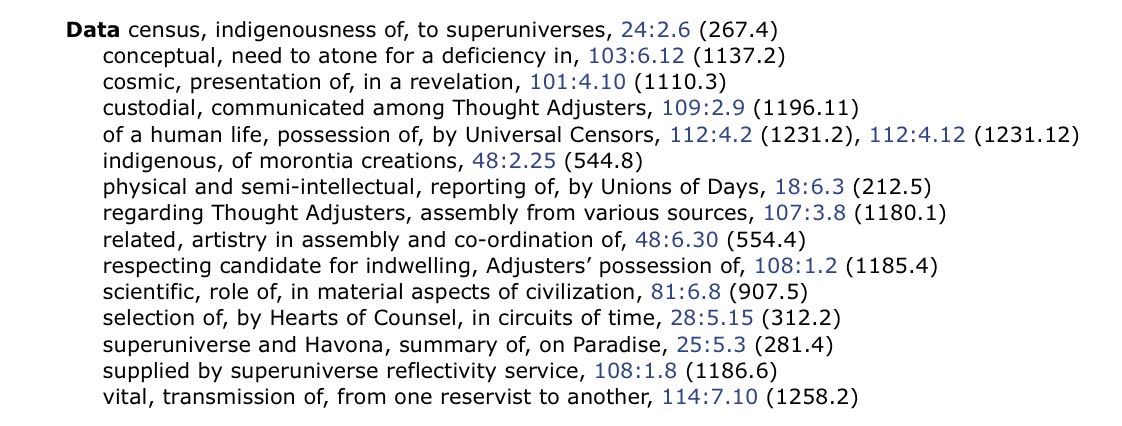 Data census, indigenousness of, to superuniverses, 24:2.6 (267.4)
conceptual, need to atone for a deficiency in, 103:6.12 (1137.2)
cosmic, presentation of, in a revelation, 101:4.10 (1110.3)
custodial, communicated among Thought Adjusters, 109:2.9 (1196.11)
of a human life, possession of, by Universal Censors, 112:4.2 (1231.2), 112:4.12 (1231.12)
indigenous, of morontia creations, 48:2.25 (544.8)
physical and semi-intellectual, reporting of, by Unions of Days, 18:6.3 (212.5)
regarding Thought Adjusters, assembly from various sources, 107:3.8 (1180.1)
related, artistry in assembly and co-ordination of, 48:6.30 (554.4)
respecting candidate for indwelling, Adjusters’ possession of, 108:1.2 (1185.4)
scientific, role of, in material aspects of civilization, 81:6.8 (907.5)
selection of, by Hearts of Counsel, in circuits of time, 28:5.15 (312.2)
superuniverse and Havona, summary of, on Paradise, 25:5.3 (281.4)
supplied by superuniverse reflectivity service, 108:1.8 (1186.6)
vital, transmission of, from one reservist to another, 114:7.10 (1258.2)